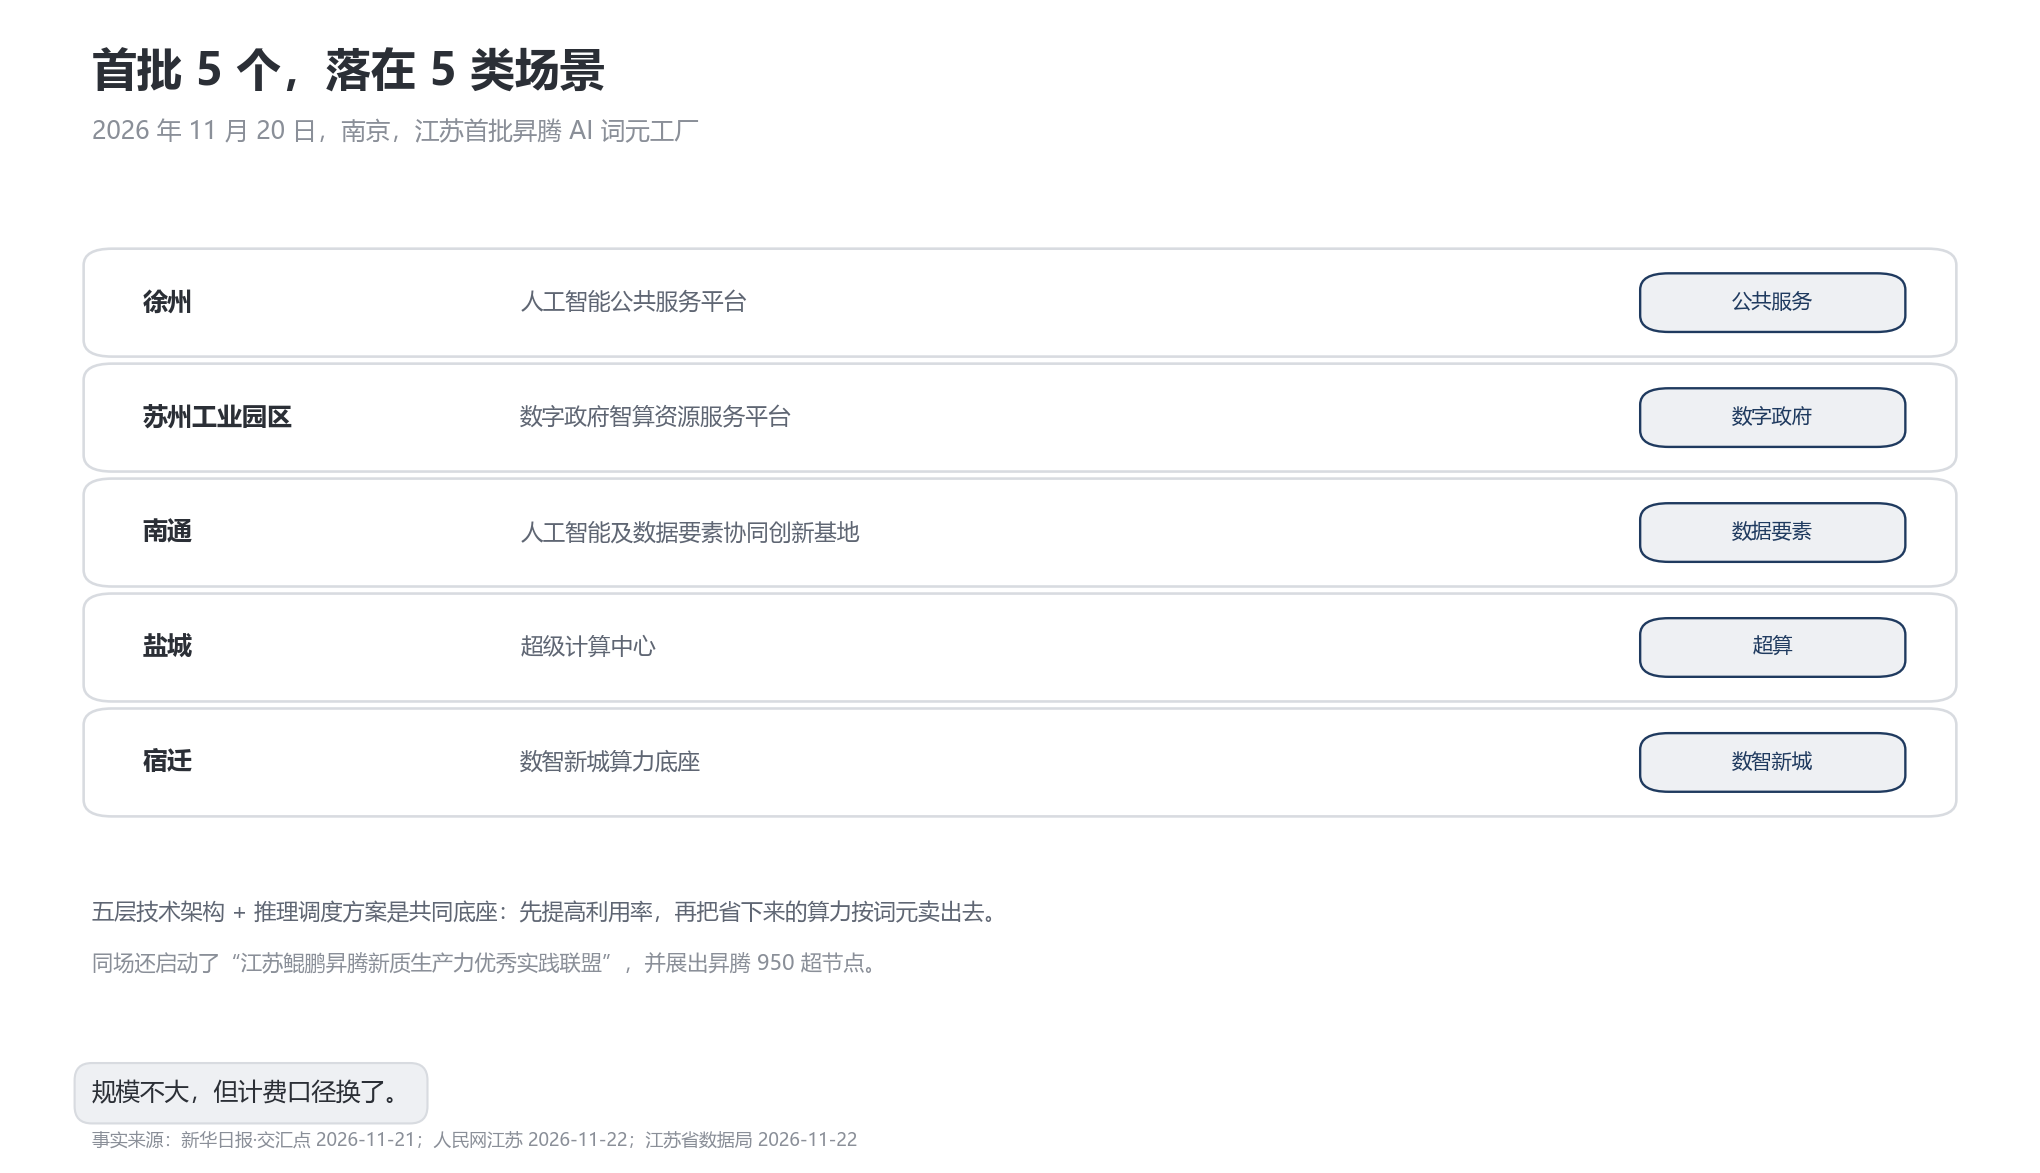 首批 5 个，落在 5 类场景
2026 年 11 月 20 日，南京，江苏首批昇腾 AI 词元工厂
徐州 人工智能公共服务平台 公共服务
苏州工业园区 数字政府智算资源服务平台 数字政府
南通 人工智能及数据要素协同创新基地 数据要素
盐城 超级计算中心 超算
宿迁 数智新城算力底座 数智新城
五层技术架构 + 推理调度方案是共同底座：先提高利用率，再把省下来的算力按词元卖出去。
同场还启动了“江苏鲲鹏昇腾新质生产力优秀实践联盟”，并展出昇腾 950 超节点。
规模不大，但计费口径换了。
事实来源：新华日报·交汇点 2026-11-21；人民网江苏 2026-11-22；江苏省数据局 2026-11-22